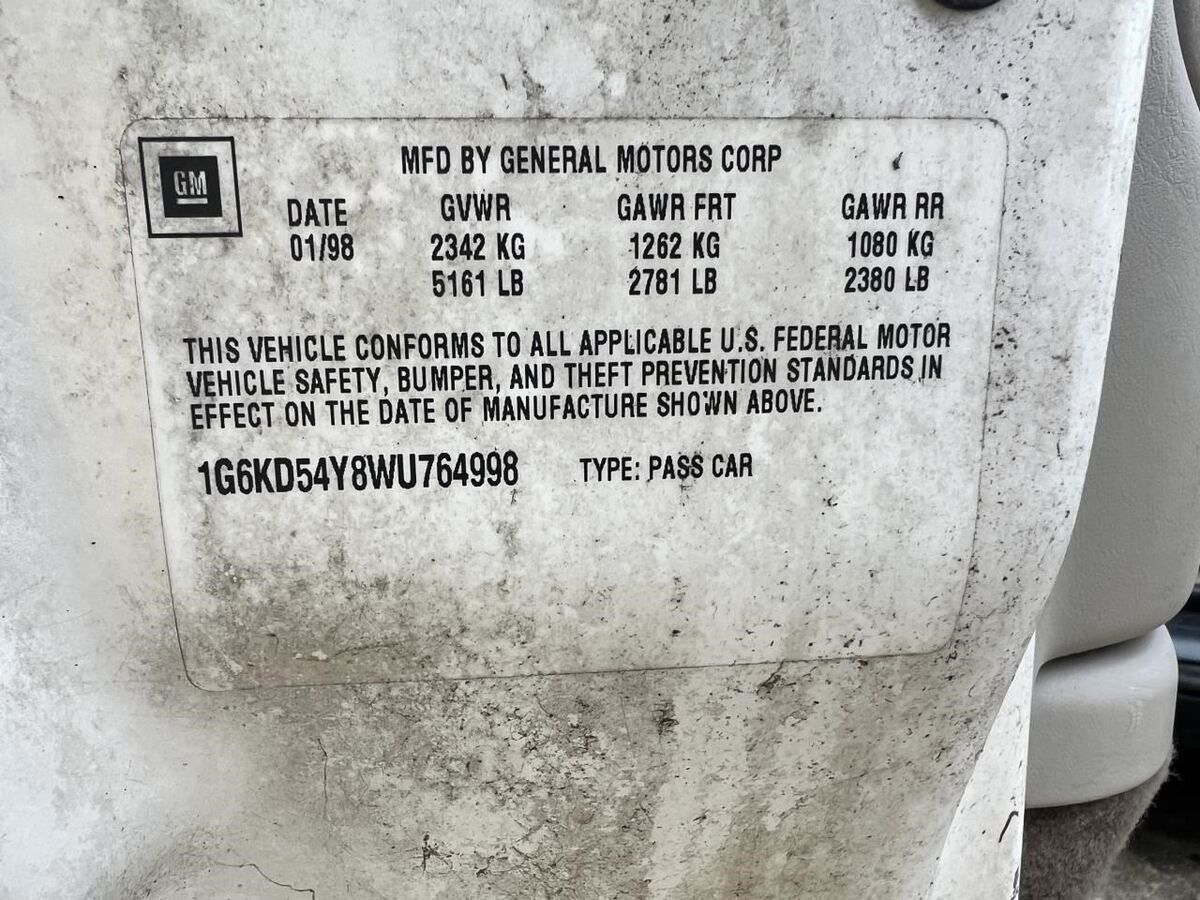 GM
MFD BY GENERAL MOTORS CORP
DATE GVWR GAWR FRT GAWR RR
01/98 2342 KG 1262 KG 1080 KG
5161 LB 2781 LB 2380 LB
THIS VEHICLE CONFORMS TO ALL APPLICABLE U.S. FEDERAL MOTOR
VEHICLE SAFETY, BUMPER, AND THEFT PREVENTION STANDARDS IN
EFFECT ON THE DATE OF MANUFACTURE SHOWN ABOVE.
1G6KD54Y8WU764998 TYPE: PASS CAR